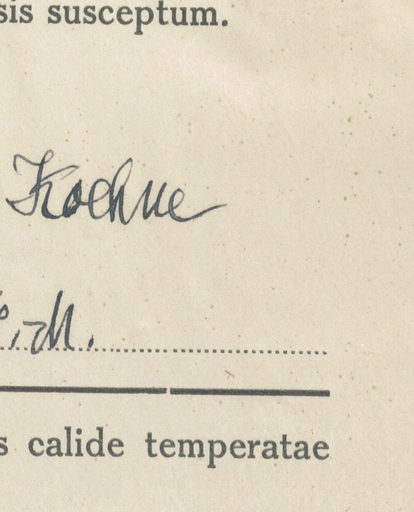 sis susceptum.
Koehne
.-M.
s calide temperatae